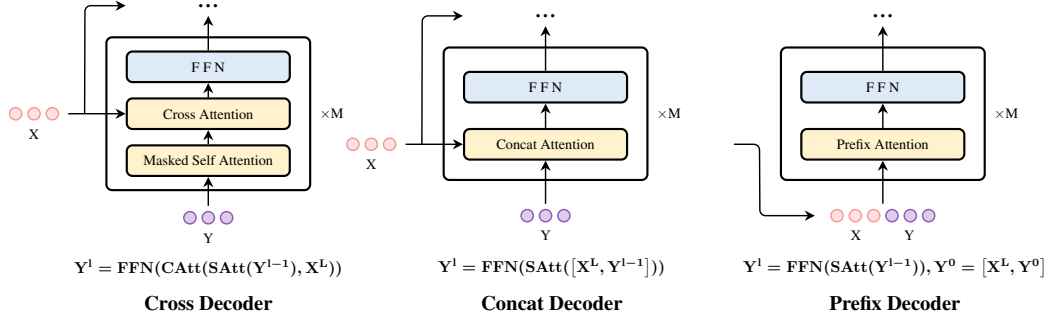 ...
FFN
Cross Attention
Masked Self Attention
X
×M
Y
Y^l = FFN(CAtt(SAtt(Y^{l−1}), X^L))
Cross Decoder
...
FFN
Concat Attention
X
×M
Y
Y^l = FFN(SAtt([X^L, Y^{l−1}]))
Concat Decoder
...
FFN
Prefix Attention
×M
X Y
Y^l = FFN(SAtt(Y^{l−1})), Y^0 = [X^L, Y^0]
Prefix Decoder